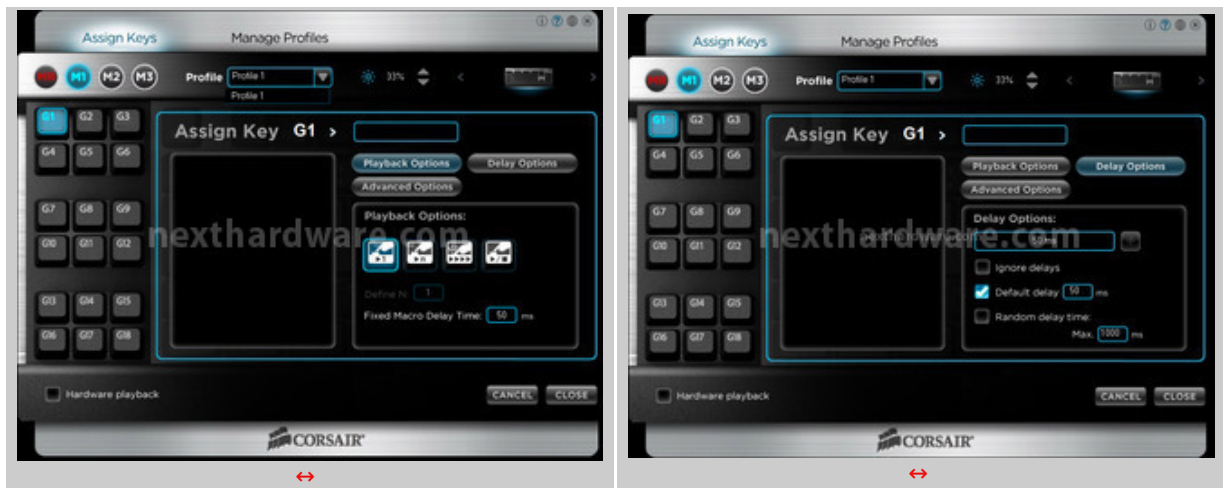 Assign Keys Manage Profiles
MR M1 M2 M3 Profile Profile 1 33% < >
Profile 1
G1 G2 G3
G4 G5 G6
G7 G8 G9
G10 G11 G12
G13 G14 G15
G16 G17 G18
Assign Key G1 >
Playback Options Delay Options
Advanced Options
Playback Options:
Define N: 1
Fixed Macro Delay Time: 50 ms
nexthardware.com
Hardware playback
CANCEL CLOSE
CORSAIR
Assign Keys Manage Profiles
MR M1 M2 M3 Profile Profile 1 33% < >
G1 G2 G3
G4 G5 G6
G7 G8 G9
G10 G11 G12
G13 G14 G15
G16 G17 G18
Assign Key G1 >
Playback Options Delay Options
Advanced Options
Delay Options:
50 ms
Ignore delays
Default delay 50 ms
Random delay time:
Max. 1000 ms
nexthardware.com
Hardware playback
CANCEL CLOSE
CORSAIR